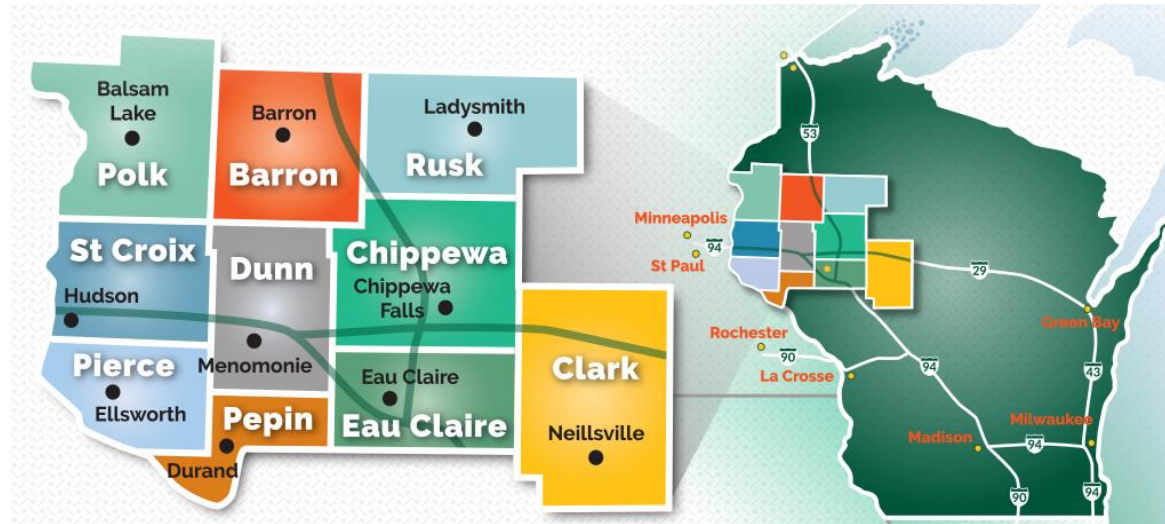 Balsam
Lake
Polk
Barron
Barron
Ladysmith
Rusk
St Croix
Hudson
Dunn
Menomonie
Chippewa
Chippewa
Falls
Pierce
Ellsworth
Pepin
Durand
Eau Claire
Eau Claire
Clark
Neillsville
53
Minneapolis
94
St Paul
29
Rochester
90
La Crosse
Green Bay
94
43
Madison
Milwaukee
94
90
94